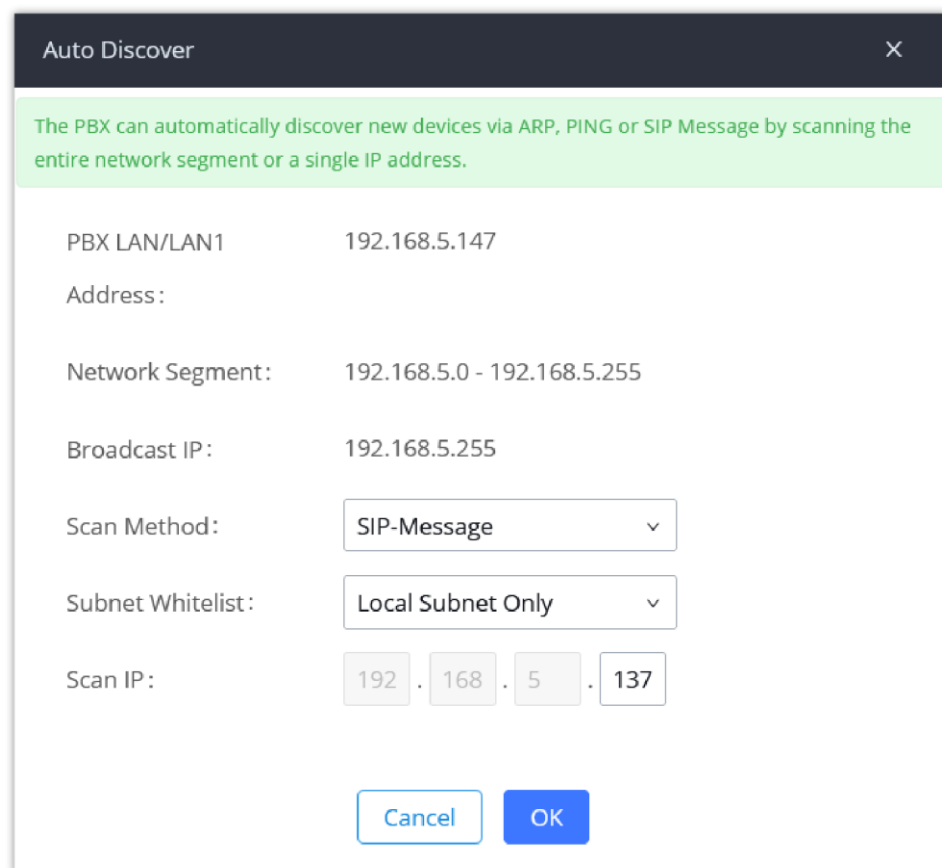 Auto Discover
The PBX can automatically discover new devices via ARP, PING or SIP Message by scanning the
entire network segment or a single IP address.
PBX LAN/LAN1 192.168.5.147
Address:
Network Segment: 192.168.5.0 - 192.168.5.255
Broadcast IP: 192.168.5.255
Scan Method: SIP-Message
Subnet Whitelist: Local Subnet Only
Scan IP: 192 . 168 . 5 . 137
Cancel OK